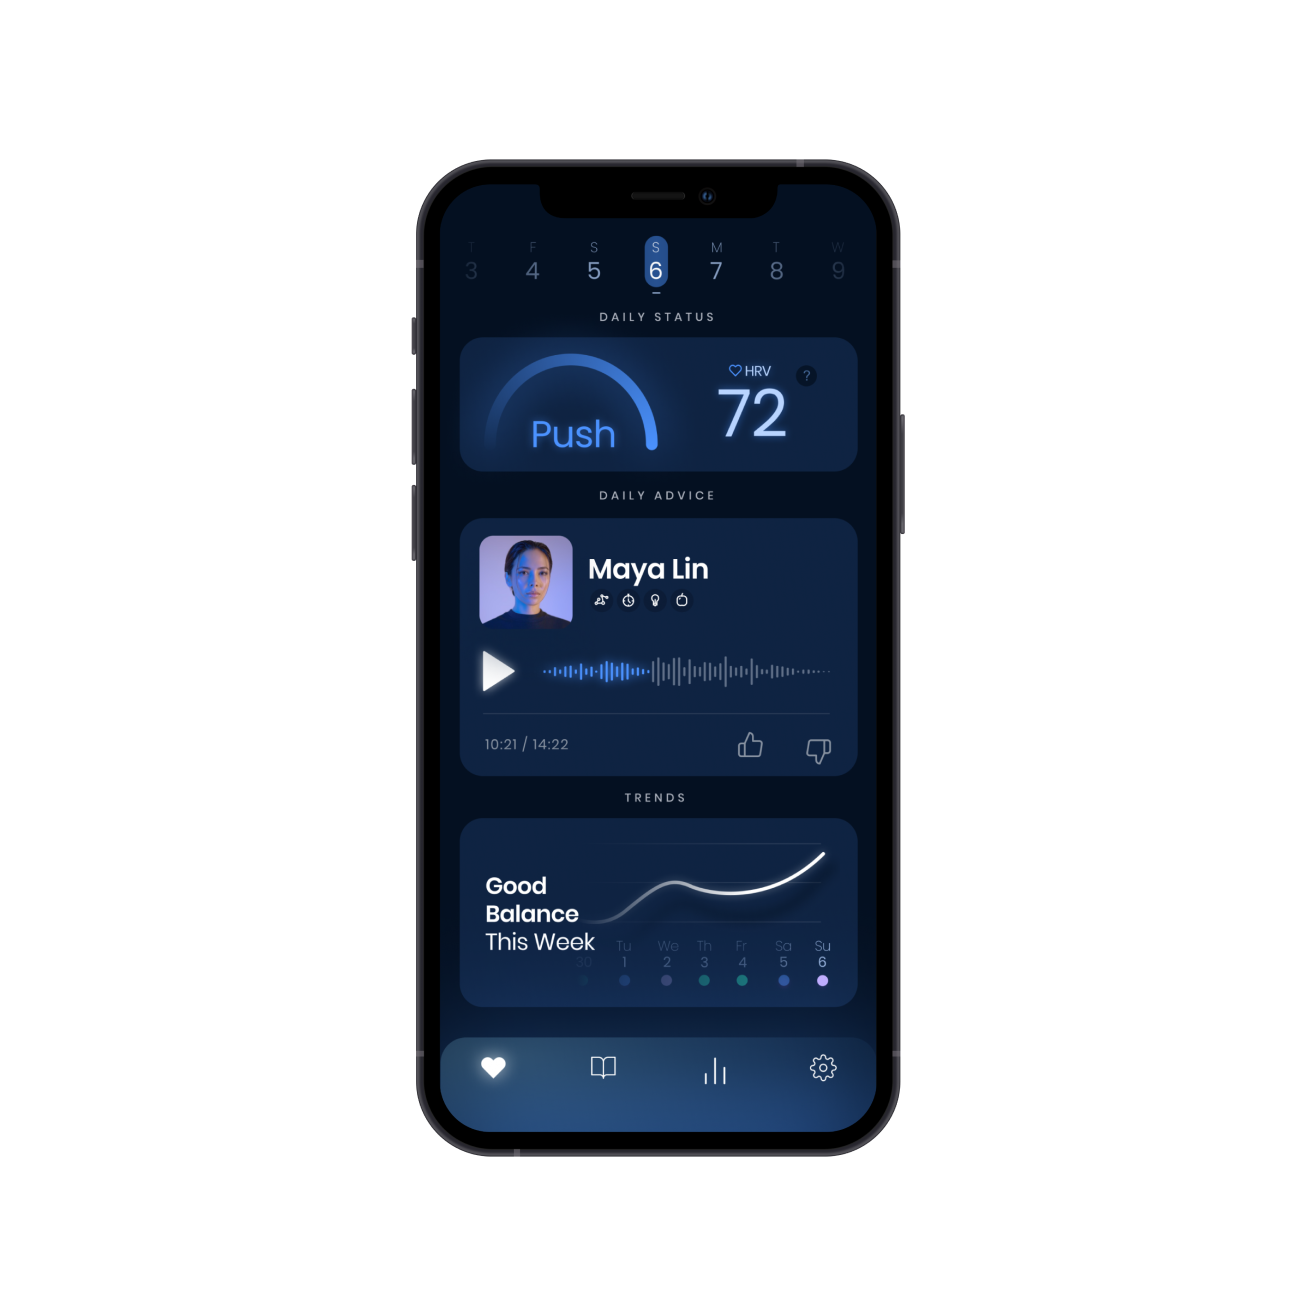 T F S S M T W
3 4 5 6 7 8 9
DAILY STATUS
Push
HRV
?
72
DAILY ADVICE
Maya Lin
10:21 / 14:22
TRENDS
Good
Balance
This Week
Tu We Th Fr Sa Su
30 1 2 3 4 5 6